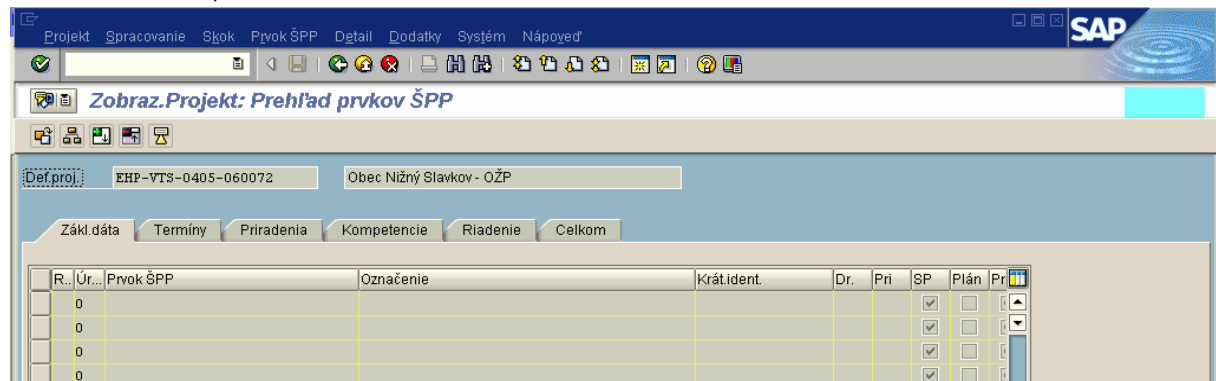 Projekt Spracovanie Skok Prvok ŠPP Detail Dodatky Systém Nápoveď
SAP
Zobraz.Projekt: Prehľad prvkov ŠPP
Def.proj. EHP-VTS-0405-060072 Obec Nižný Slavkov - OŽP
Zákl.dáta Termíny Priradenia Kompetencie Riadenie Celkom
R.. Úr... Prvok ŠPP Označenie Krát.ident. Dr. Pri SP Plán Pr
0
0
0
0